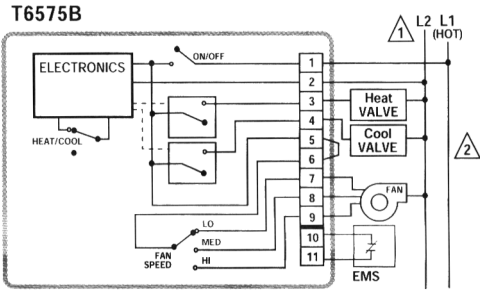 T6575B
1
L2 L1
(HOT)
ELECTRONICS
ON/OFF
1
2
3
4
5
6
7
8
9
10
11
Heat
VALVE
Cool
VALVE
2
HEAT/COOL
FAN
LO
MED
HI
FAN
SPEED
EMS